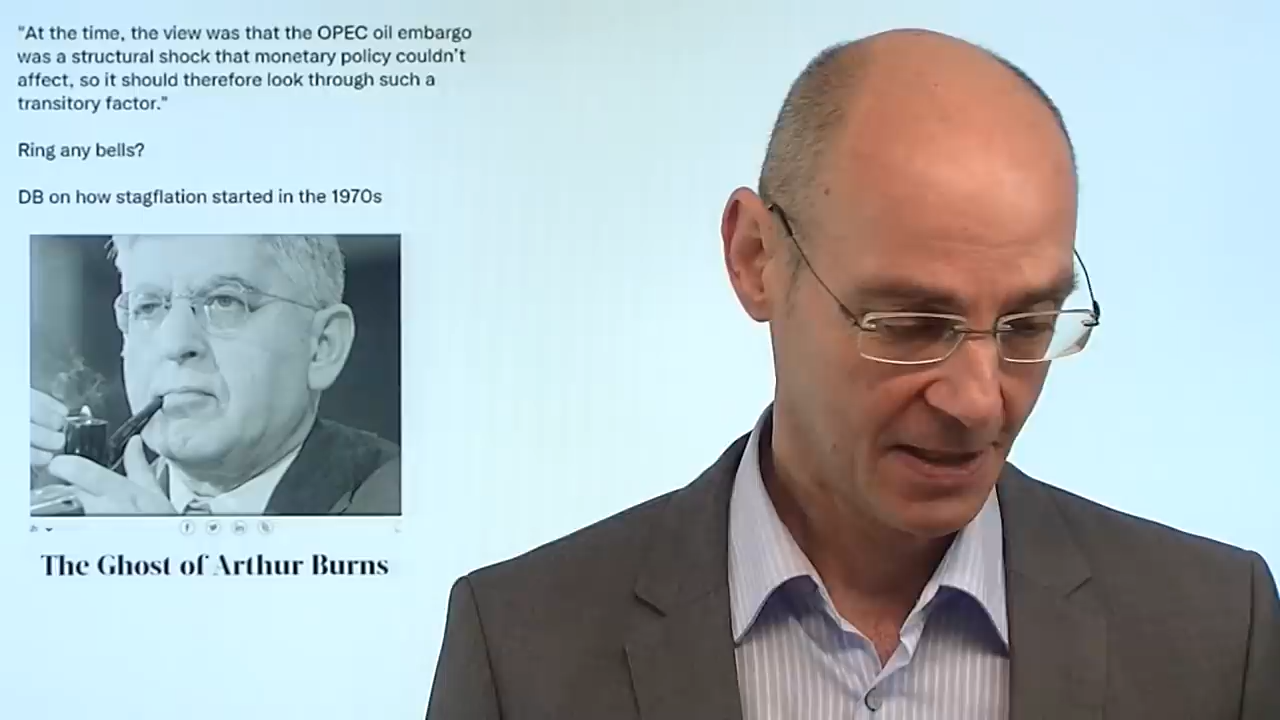 "At the time, the view was that the OPEC oil embargo
was a structural shock that monetary policy couldn't
affect, so it should therefore look through such a
transitory factor."
Ring any bells?
DB on how stagflation started in the 1970s
The Ghost of Arthur Burns